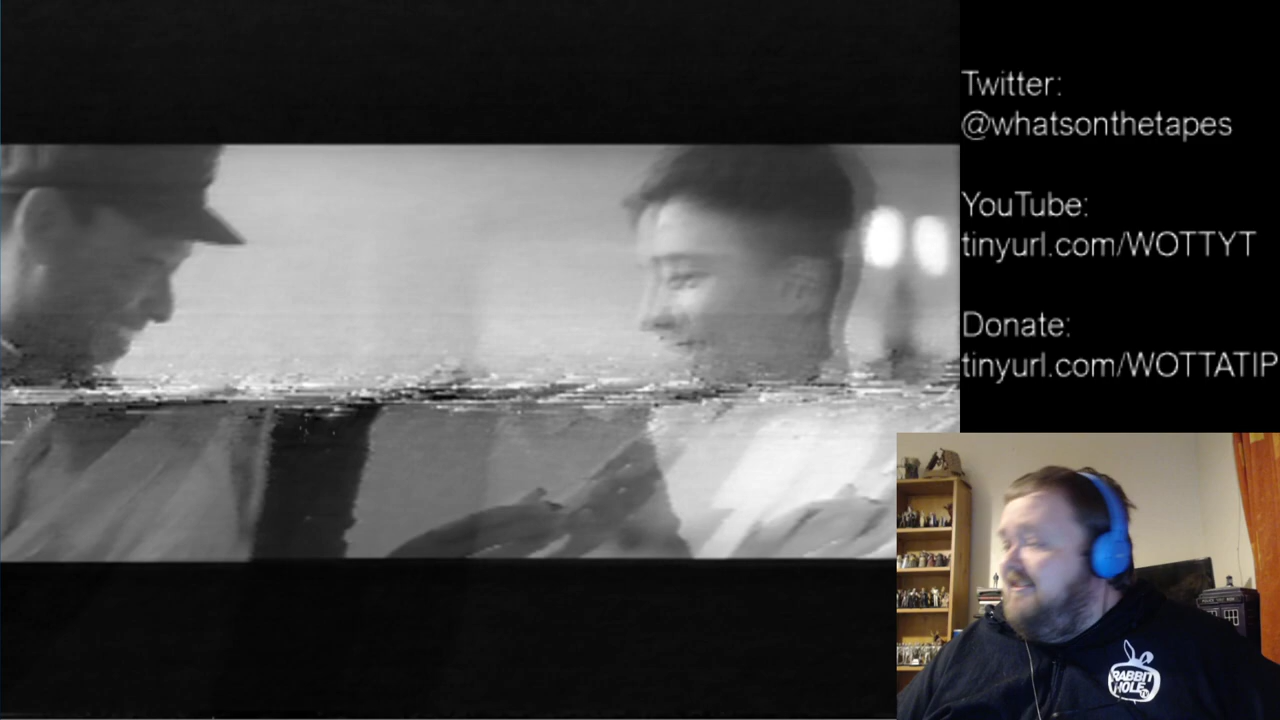 Twitter:
@whatsonthetapes
YouTube:
tinyurl.com/WOTTYT
Donate:
tinyurl.com/WOTTATIP
RABBIT
HOLE